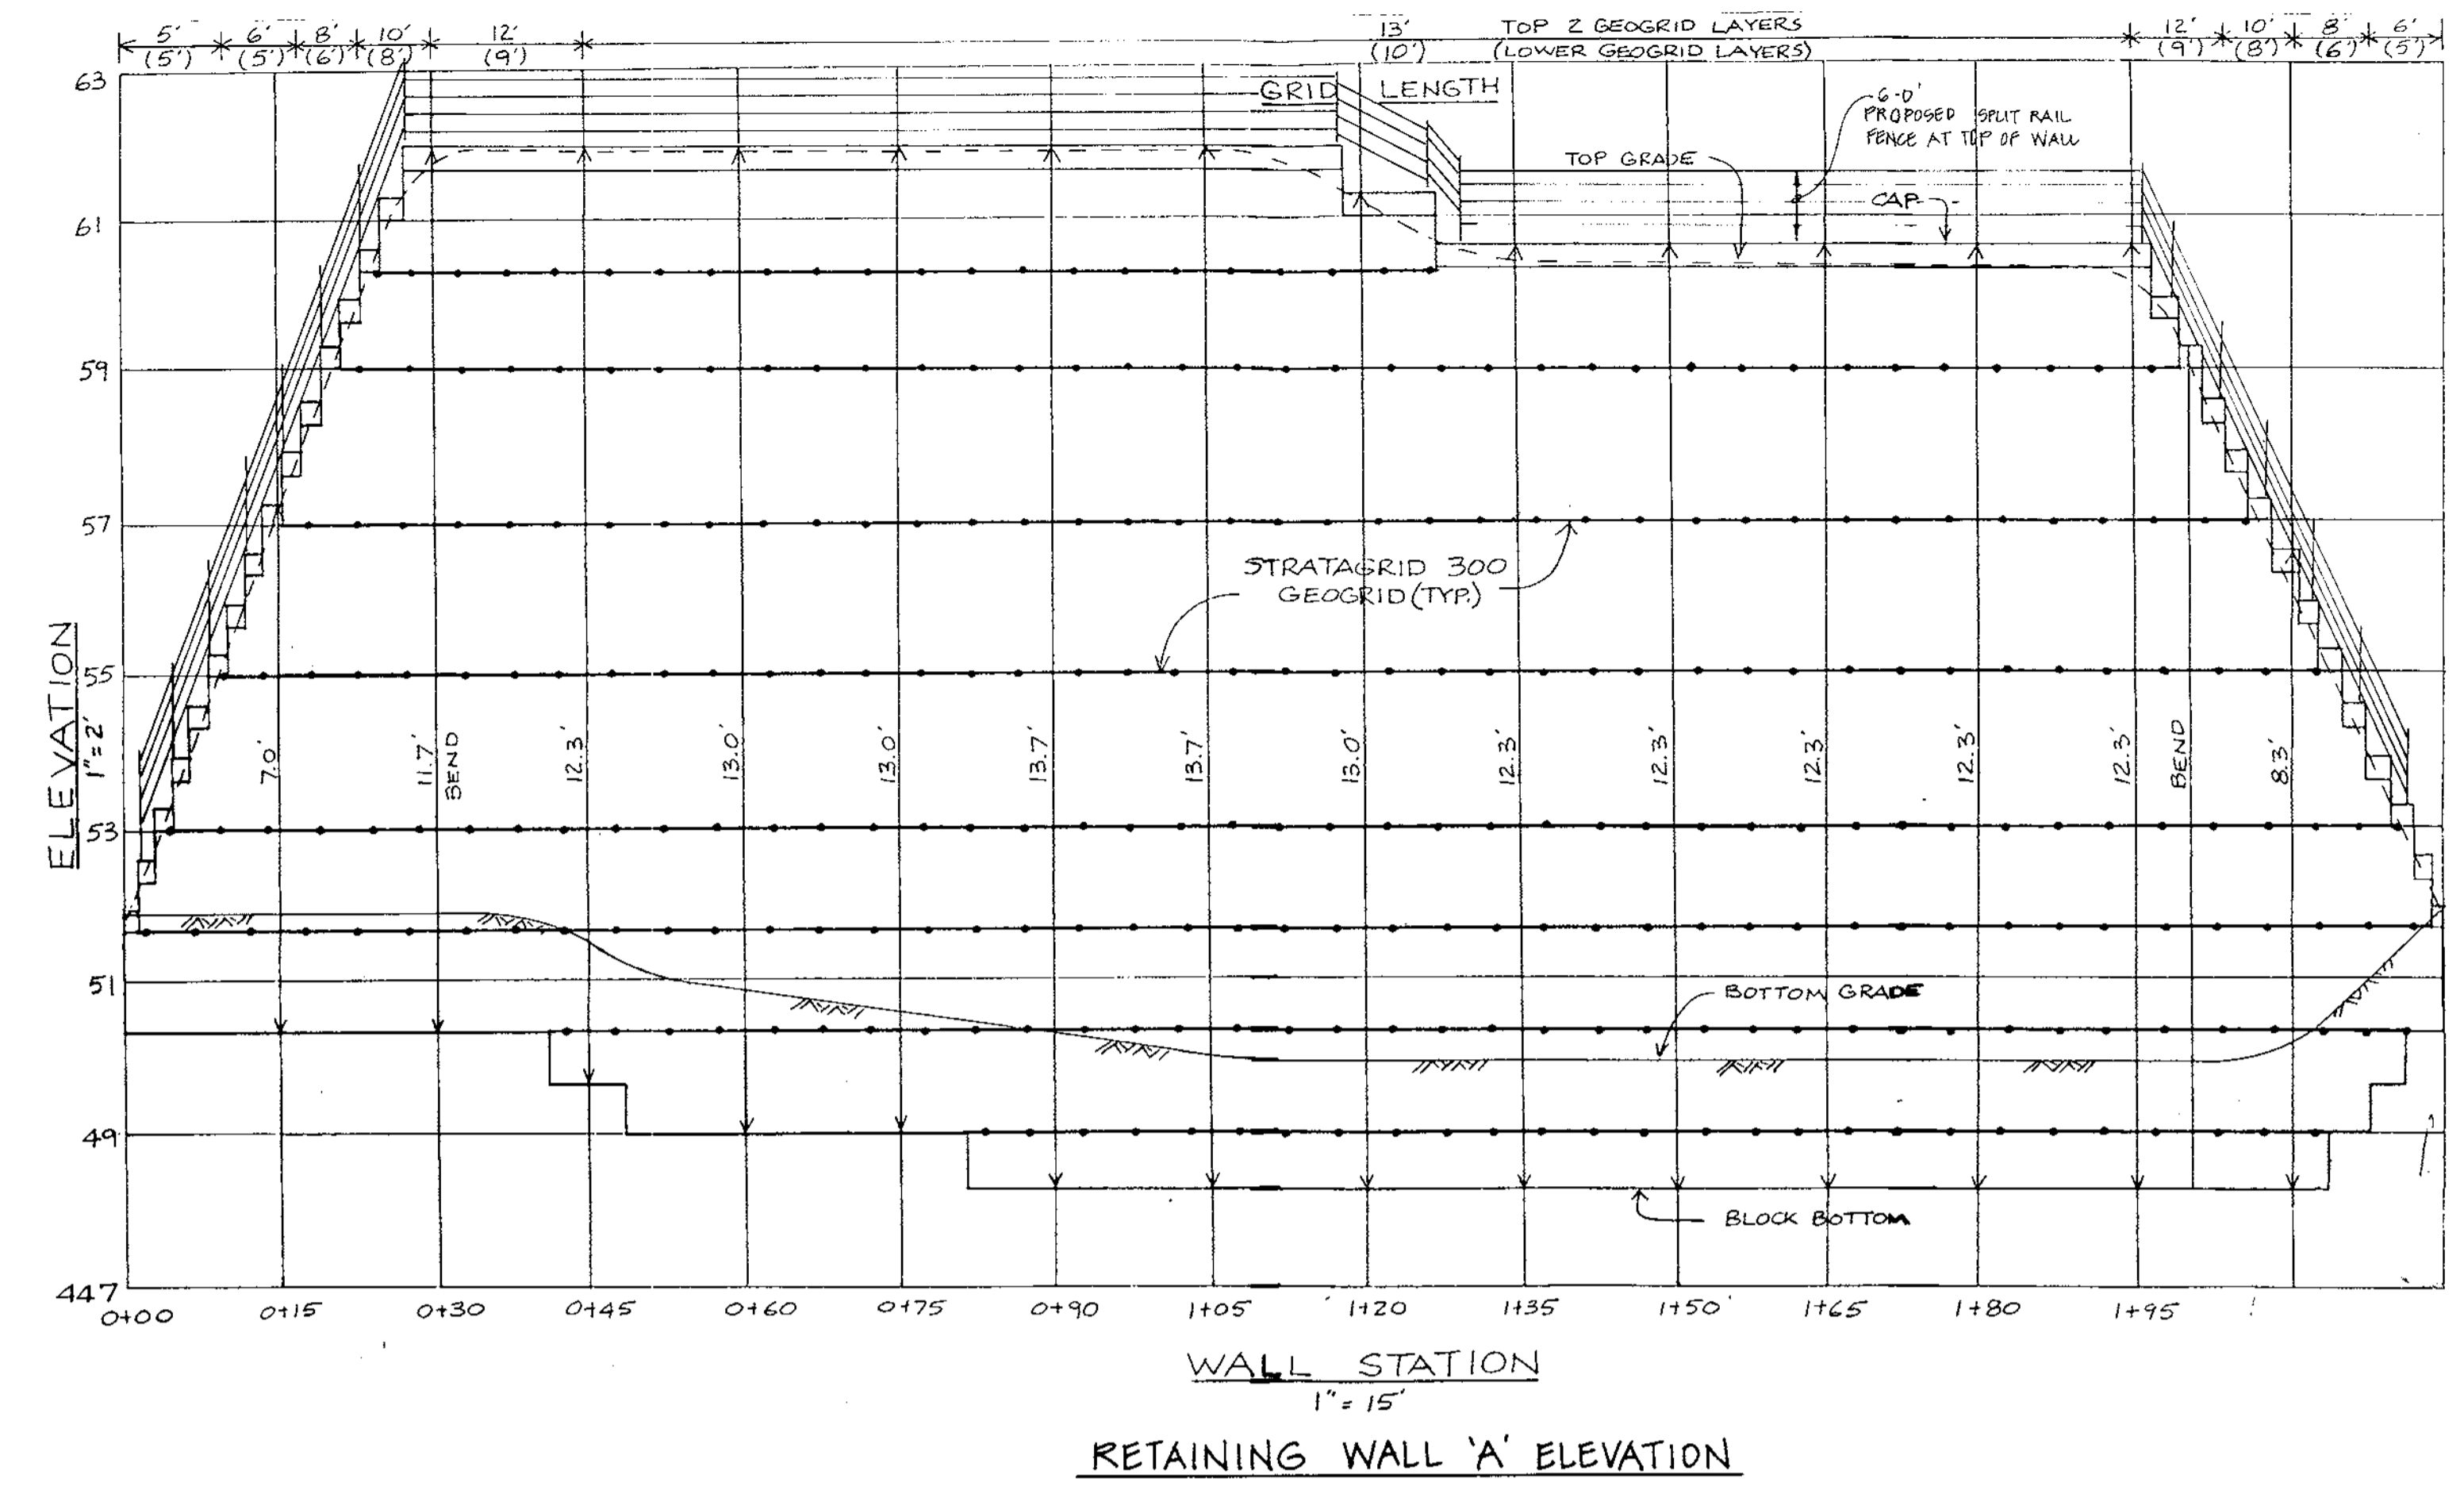 5' 6' 8' 10' 12' 13' TOP 2 GEOGRID LAYERS 12' 10' 8' 6'
(5') (5') (6') (8') (9') (10') (LOWER GEOGRID LAYERS) (9') (8') (6') (5')
63
GRID LENGTH
6-0'
PROPOSED SPLIT RAIL
FENCE AT TOP OF WALL
TOP GRADE
CAP
61
59
57
STRATAGRID 300
GEOGRID (TYP.)
55
ELEVATION
1"=2'
7.0' 11.7' BEND 12.3' 13.0' 13.0' 13.7' 13.7' 13.0' 12.3' 12.3' 12.3' 12.3' 12.3' BEND 8.3'
53
51
BOTTOM GRADE
49
BLOCK BOTTOM
447
0+00 0+15 0+30 0+45 0+60 0+75 0+90 1+05 1+20 1+35 1+50 1+65 1+80 1+95
WALL STATION
1"=15'
RETAINING WALL 'A' ELEVATION